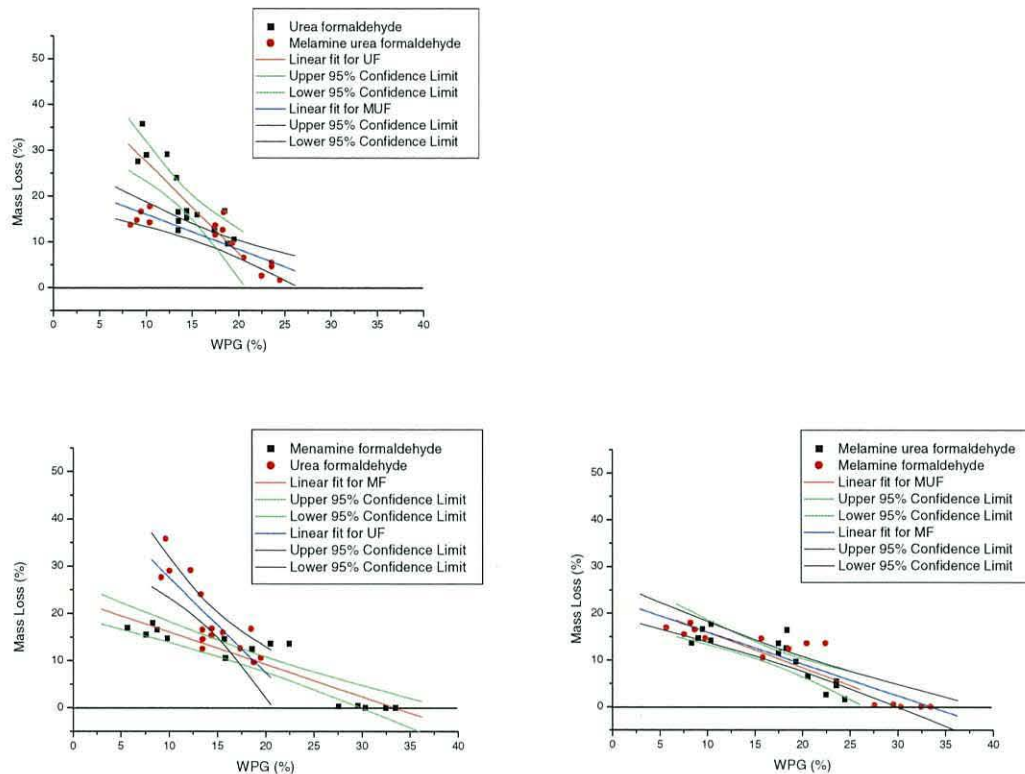 Urea formaldehyde
Melamine urea formaldehyde
Linear fit for UF
Upper 95% Confidence Limit
Lower 95% Confidence Limit
Linear fit for MUF
Upper 95% Confidence Limit
Lower 95% Confidence Limit
Mass Loss (%)
50
40
30
20
10
0
0 5 10 15 20 25 30 35 40
WPG (%)
Menamine formaldehyde
Urea formaldehyde
Linear fit for MF
Upper 95% Confidence Limit
Lower 95% Confidence Limit
Linear fit for UF
Upper 95% Confidence Limit
Lower 95% Confidence Limit
Mass Loss (%)
50
40
30
20
10
0
0 5 10 15 20 25 30 35 40
WPG (%)
Melamine urea formaldehyde
Melamine formaldehyde
Linear fit for MUF
Upper 95% Confidence Limit
Lower 95% Confidence Limit
Linear fit for MF
Upper 95% Confidence Limit
Lower 95% Confidence Limit
Mass Loss (%)
50
40
30
20
10
0
0 5 10 15 20 25 30 35 40
WPG (%)